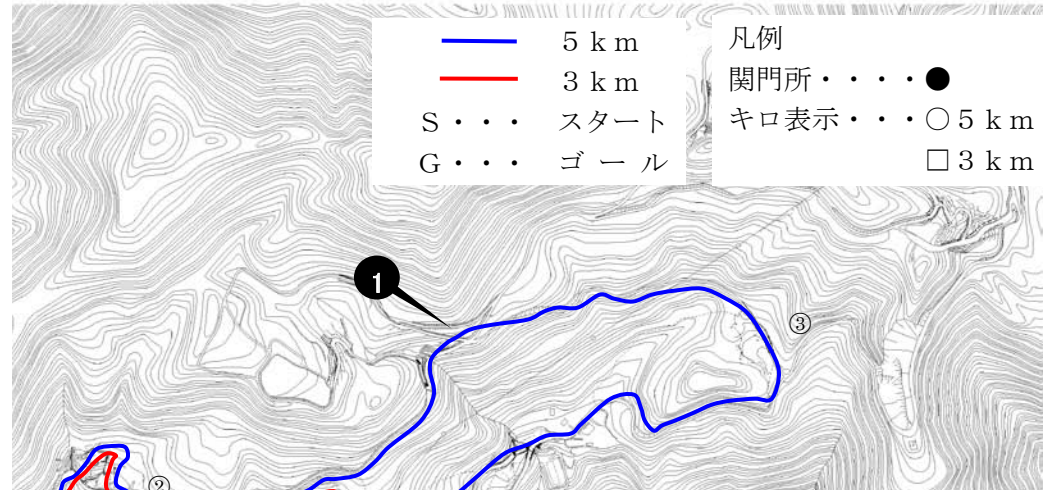 ５ｋｍ
３ｋｍ
Ｓ・・・　スタート
Ｇ・・・　ゴ　ー　ル
凡例
関門所・・・・●
キロ表示・・・○５ｋｍ
□３ｋｍ
1
③
②